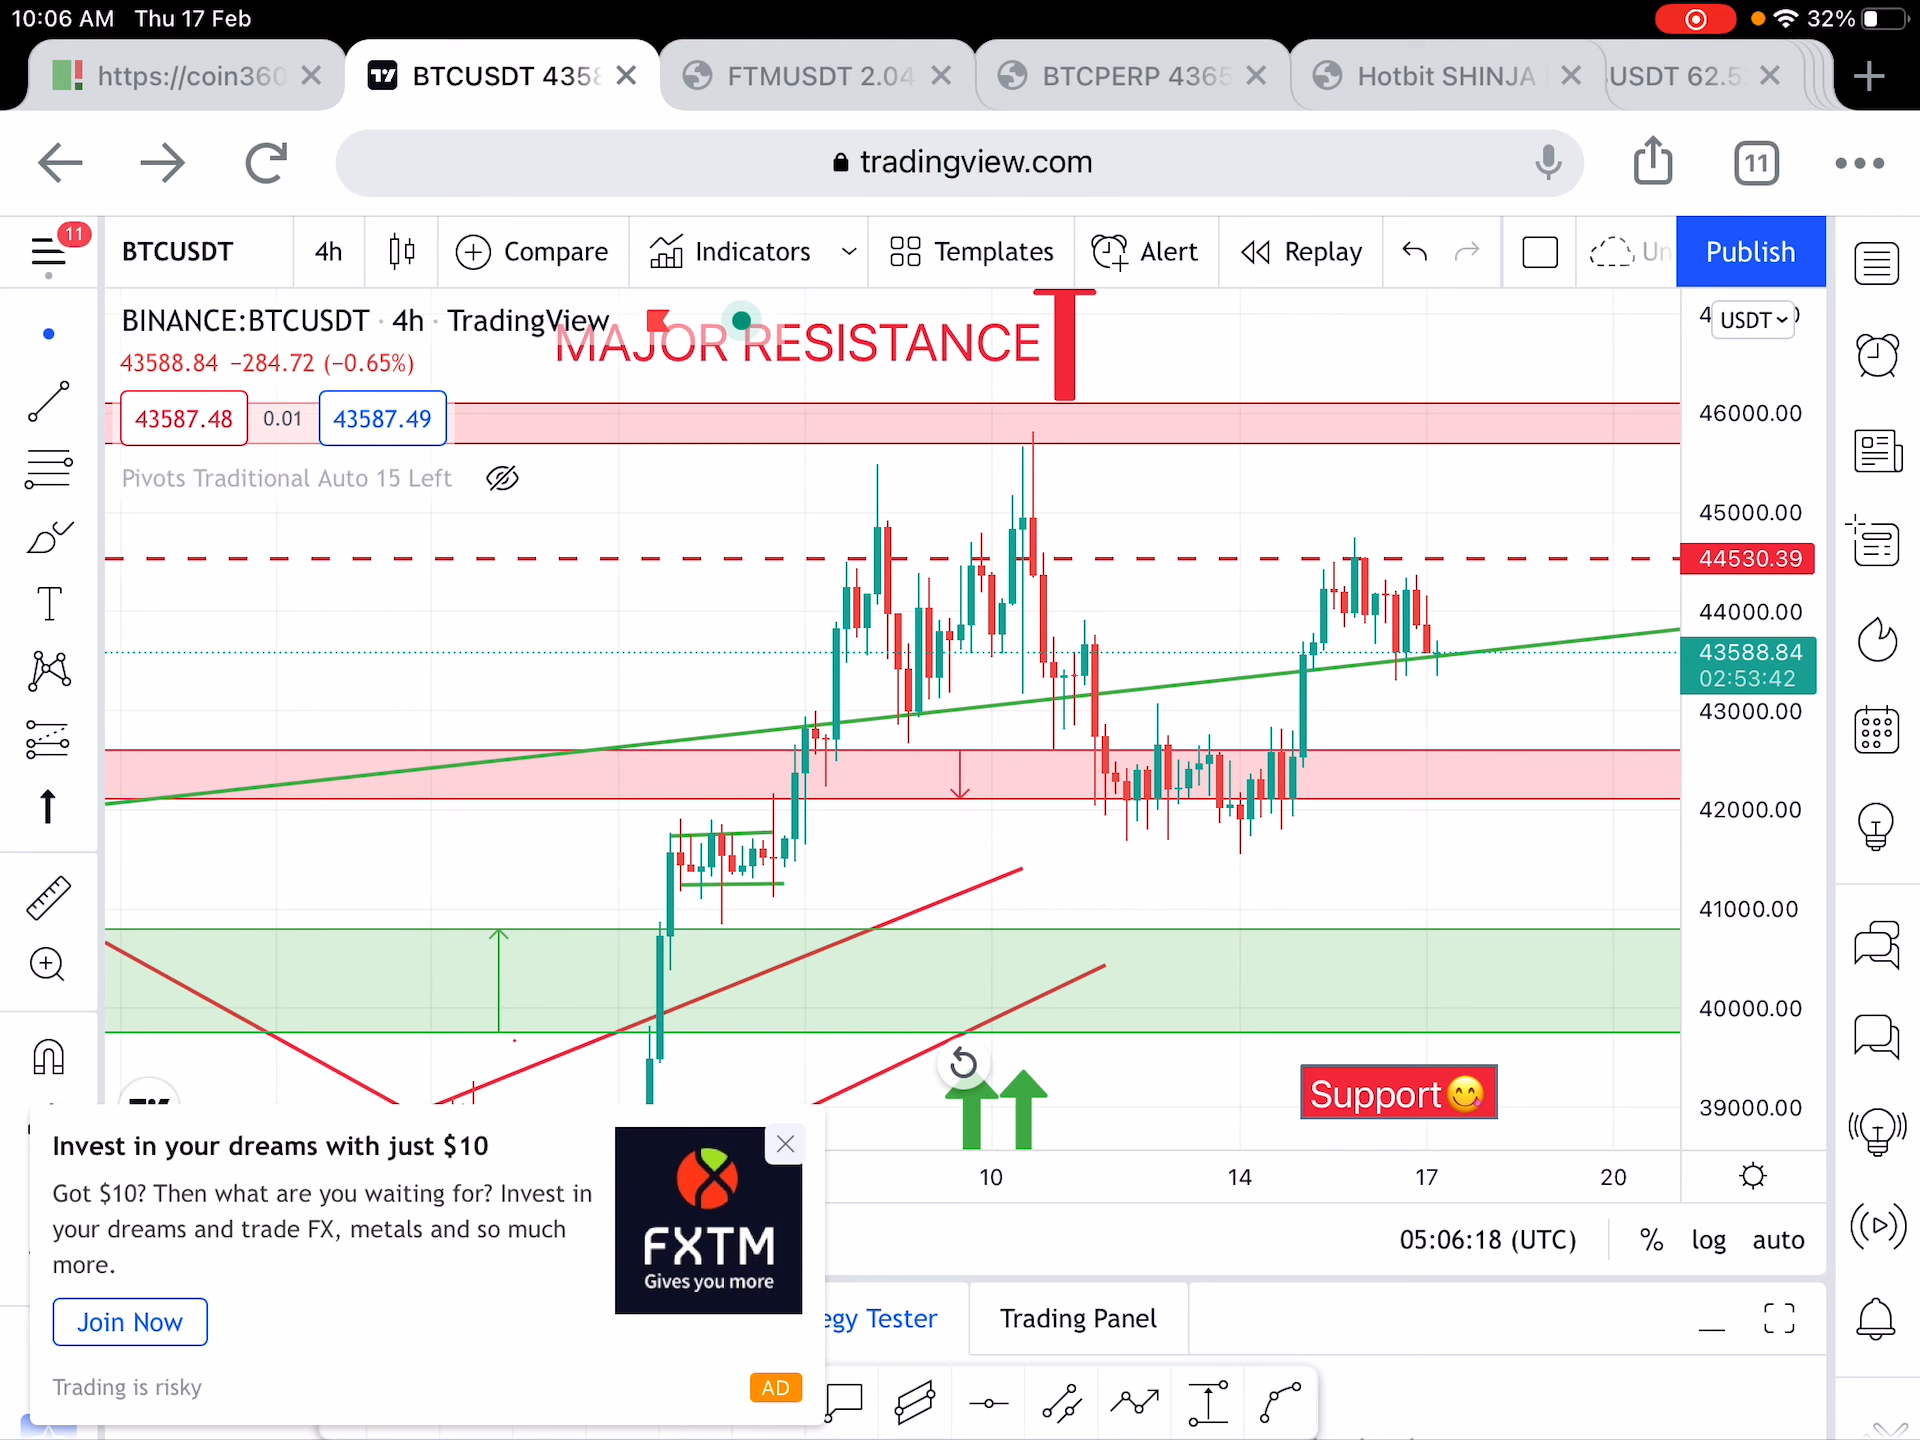 10:06 AM Thu 17 Feb
32%
https://coin360
BTCUSDT 4358
FTMUSDT 2.04
BTCPERP 4365
Hotbit SHINJA
USDT 62.5
tradingview.com
11
11
BTCUSDT
4h
Compare
Indicators
Templates
Alert
Replay
Un
Publish
BINANCE:BTCUSDT · 4h · TradingView
MAJOR RESISTANCE
USDT
43588.84 −284.72 (−0.65%)
43587.48
0.01
43587.49
Pivots Traditional Auto 15 Left
46000.00
45000.00
44530.39
44000.00
43588.84
02:53:42
43000.00
42000.00
41000.00
40000.00
39000.00
Support😋
10
14
17
20
05:06:18 (UTC)
%
log
auto
Invest in your dreams with just $10
Got $10? Then what are you waiting for? Invest in
your dreams and trade FX, metals and so much
more.
Join Now
Trading is risky
AD
FXTM
Gives you more
egy Tester
Trading Panel